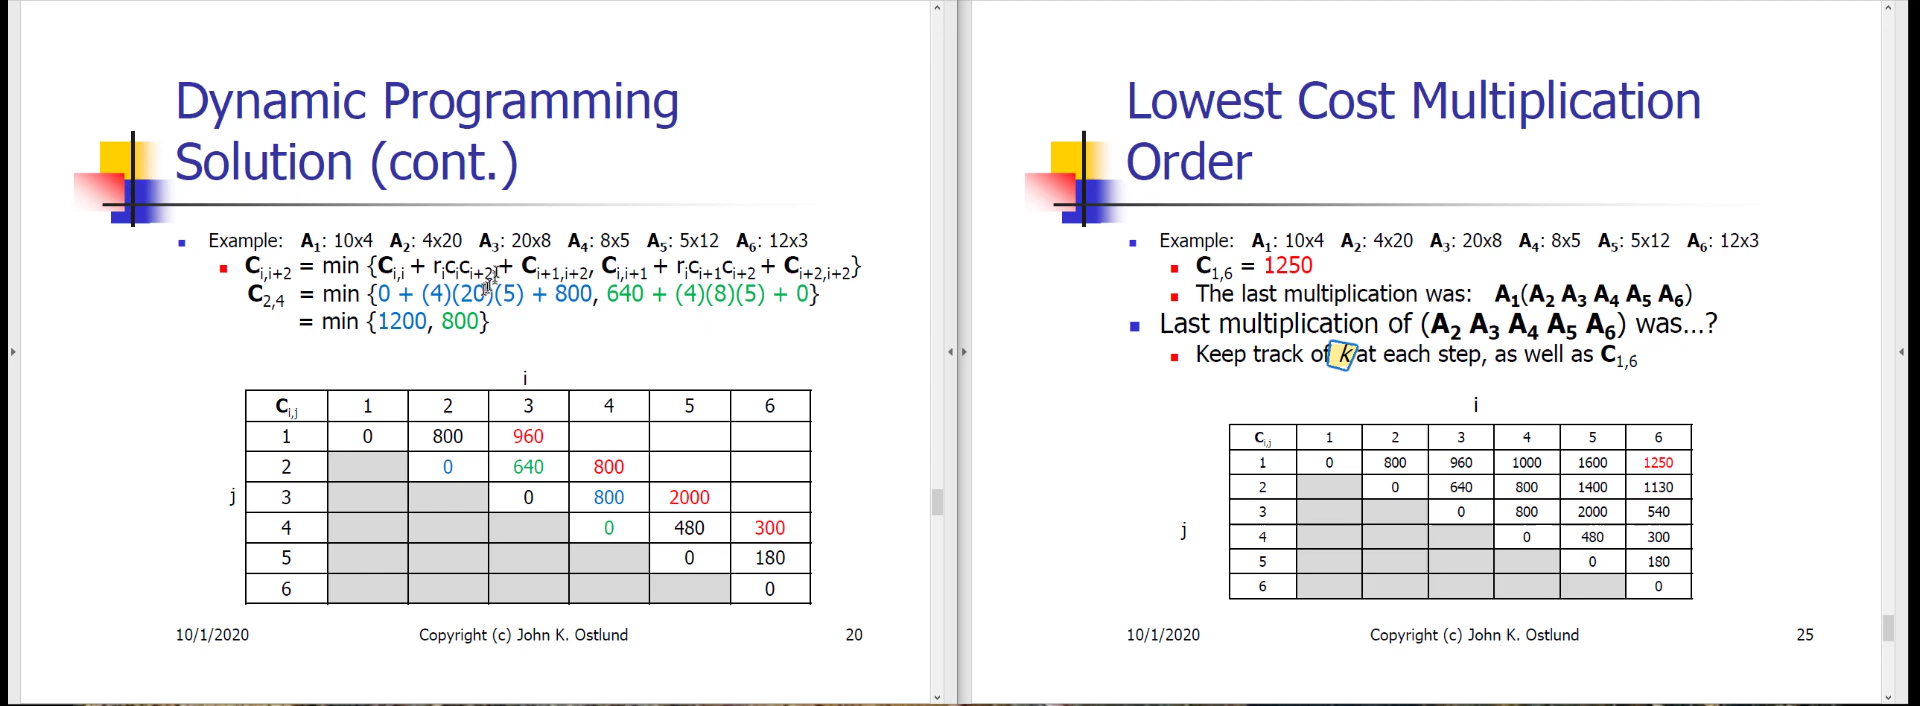 Dynamic Programming
Solution (cont.)
Example: A1: 10x4 A2: 4x20 A3: 20x8 A4: 8x5 A5: 5x12 A6: 12x3
Ci,i+2 = min {Ci,i + ricici+2 + Ci+1,i+2, Ci,i+1 + rici+1ci+2 + Ci+2,i+2}
C2,4 = min {0 + (4)(20)(5) + 800, 640 + (4)(8)(5) + 0}
= min {1200, 800}
i
Ci,j 1 2 3 4 5 6
1 0 800 960
2 0 640 800
j 3 0 800 2000
4 0 480 300
5 0 180
6 0
10/1/2020 Copyright (c) John K. Ostlund 20
Lowest Cost Multiplication
Order
Example: A1: 10x4 A2: 4x20 A3: 20x8 A4: 8x5 A5: 5x12 A6: 12x3
C1,6 = 1250
The last multiplication was: A1(A2 A3 A4 A5 A6)
Last multiplication of (A2 A3 A4 A5 A6) was...?
Keep track of k at each step, as well as C1,6
i
Ci,j 1 2 3 4 5 6
1 0 800 960 1000 1600 1250
2 0 640 800 1400 1130
3 0 800 2000 540
j 4 0 480 300
5 0 180
6 0
10/1/2020 Copyright (c) John K. Ostlund 25